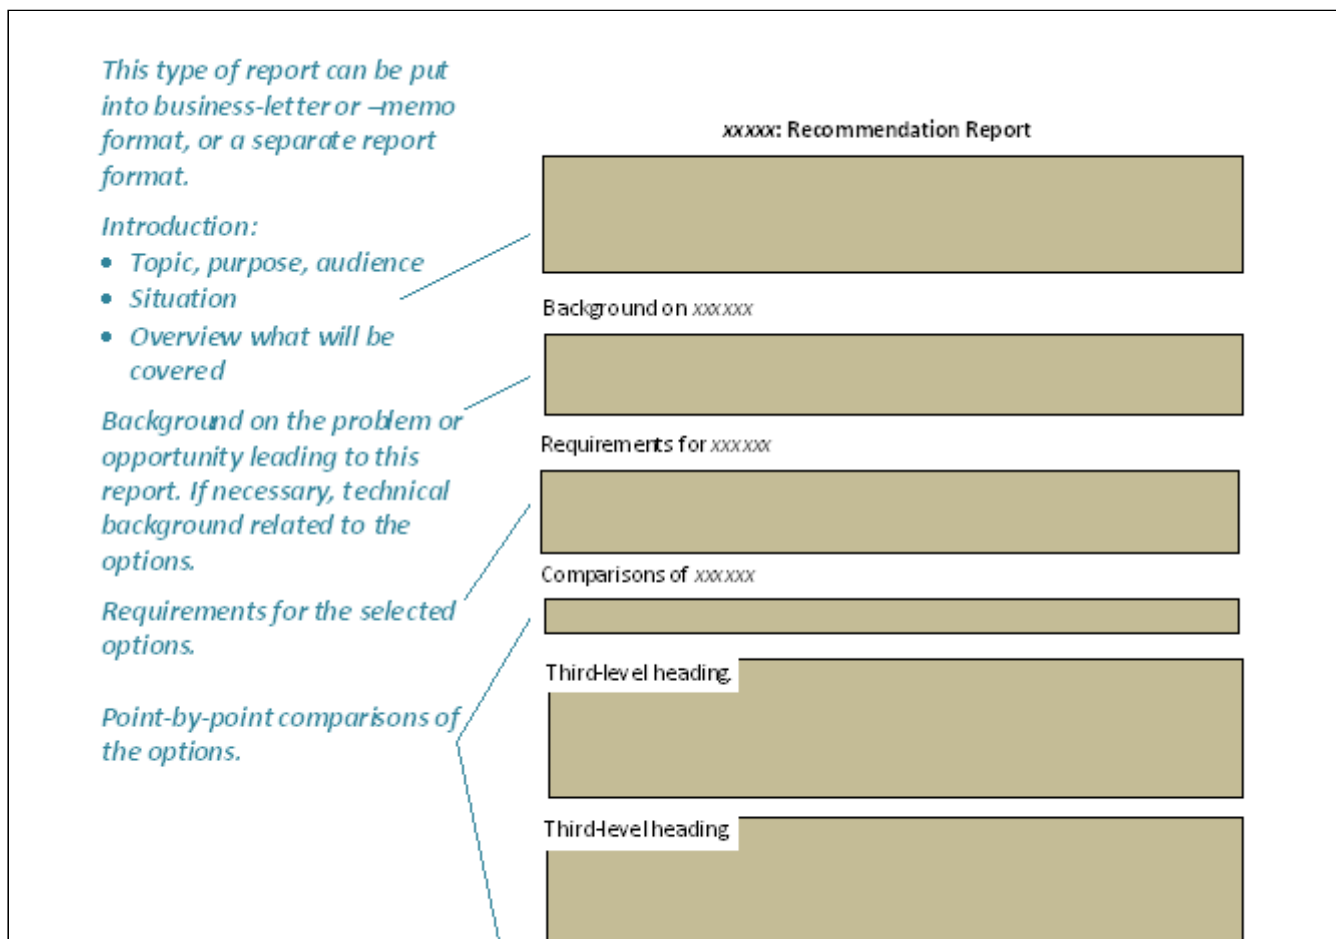 This type of report can be put
into business-letter or –memo
format, or a separate report
format.
Introduction:
• Topic, purpose, audience
• Situation
• Overview what will be
covered
Background on the problem or
opportunity leading to this
report. If necessary, technical
background related to the
options.
Requirements for the selected
options.
Point-by-point comparisons of
the options.
xxxxx: Recommendation Report
Background on xxxxxx
Requirements for xxxxxx
Comparisons of xxxxxx
Third-level heading.
Third-level heading